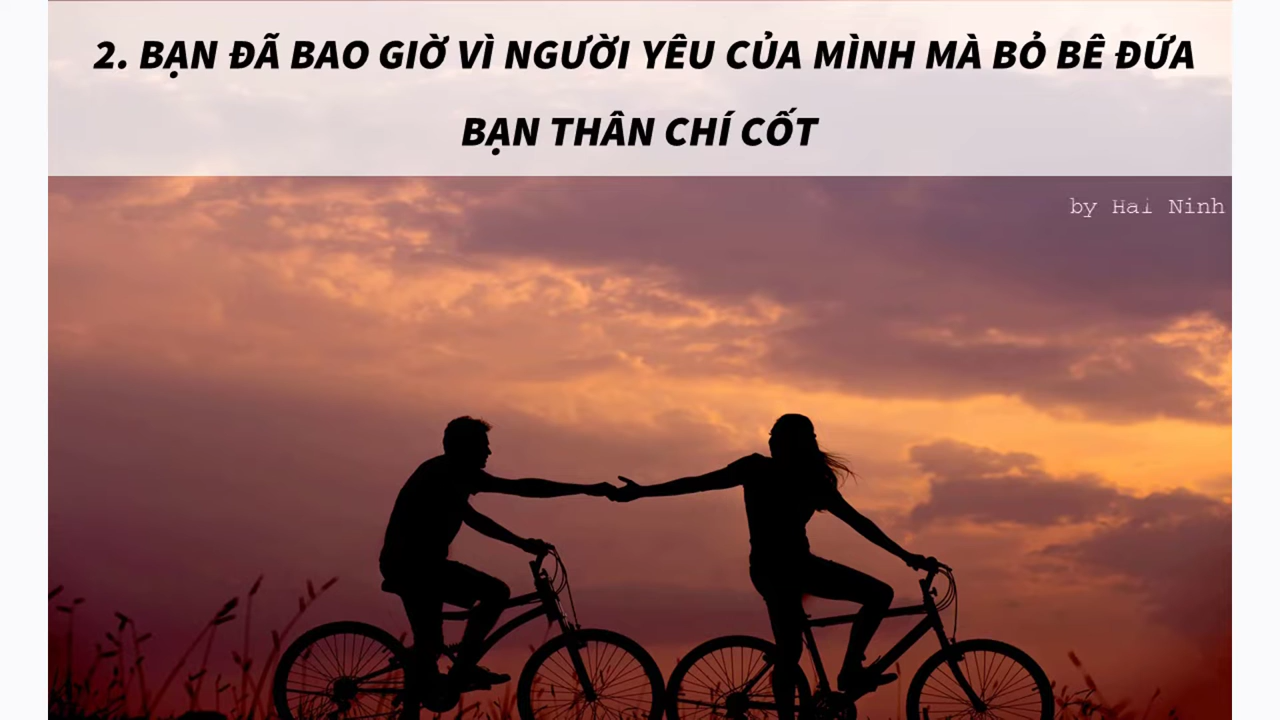 2. BẠN ĐÃ BAO GIỜ VÌ NGƯỜI YÊU CỦA MÌNH MÀ BỎ BÊ ĐỨA
BẠN THÂN CHÍ CỐT
by Hai Ninh